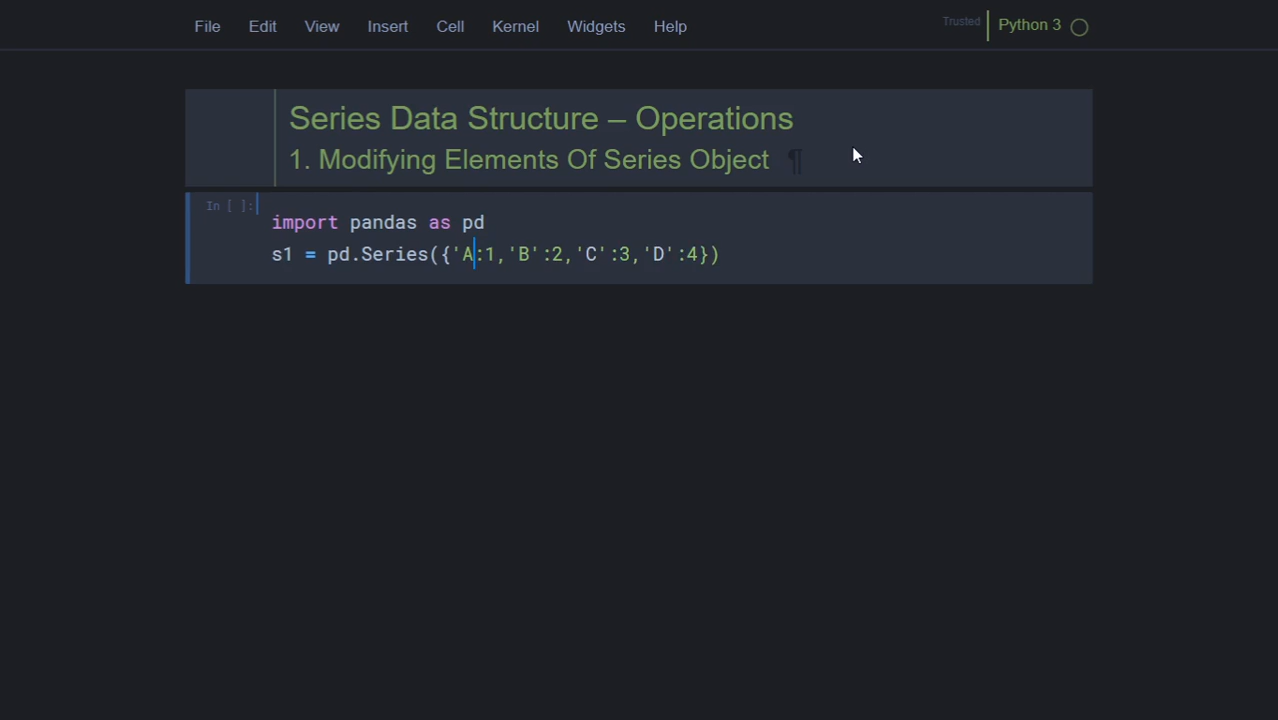 File Edit View Insert Cell Kernel Widgets Help Trusted Python 3
Series Data Structure – Operations
1. Modifying Elements Of Series Object ¶
In [ ]:
import pandas as pd
s1 = pd.Series({'A:1,'B':2,'C':3,'D':4})